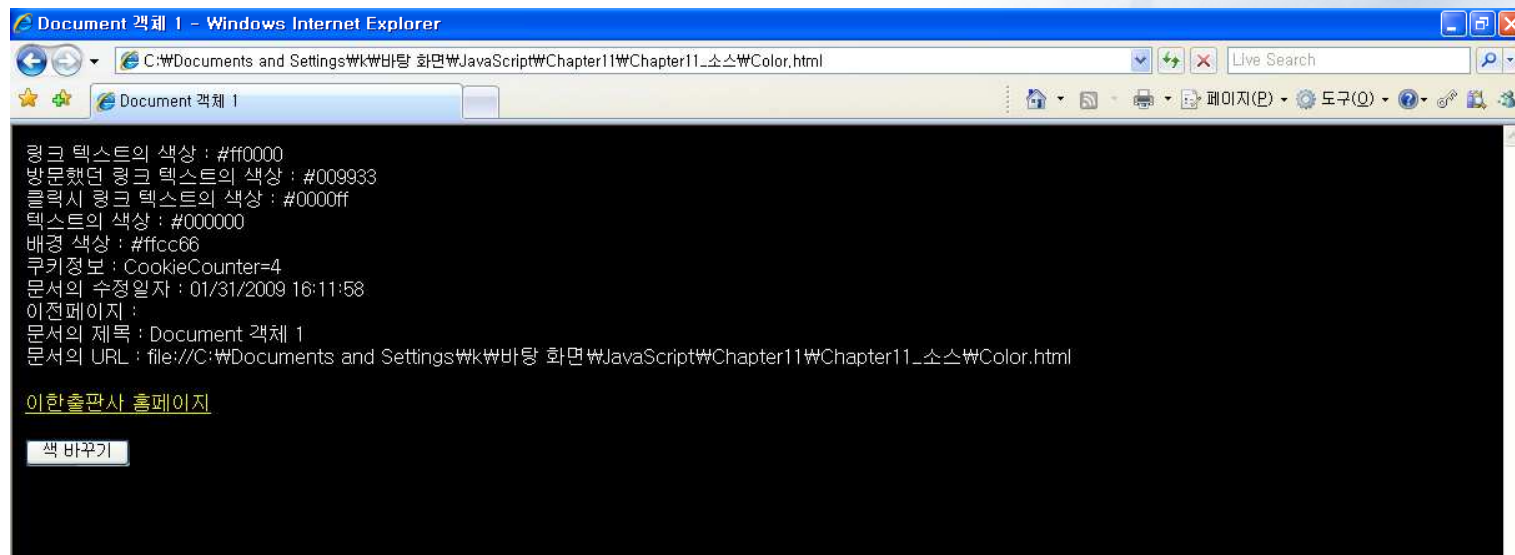 Document 객체 1 - Windows Internet Explorer
C:₩Documents and Settings₩k₩바탕 화면₩JavaScript₩Chapter11₩Chapter11_소스₩Color.html
Live Search
Document 객체 1
페이지(P)
도구(O)
링크 텍스트의 색상 : #ff0000
방문했던 링크 텍스트의 색상 : #009933
클릭시 링크 텍스트의 색상 : #0000ff
텍스트의 색상 : #000000
배경 색상 : #ffcc66
쿠키정보 : CookieCounter=4
문서의 수정일자 : 01/31/2009 16:11:58
이전페이지 :
문서의 제목 : Document 객체 1
문서의 URL : file://C:₩Documents and Settings₩k₩바탕 화면₩JavaScript₩Chapter11₩Chapter11_소스₩Color.html
이한출판사 홈페이지
색 바꾸기